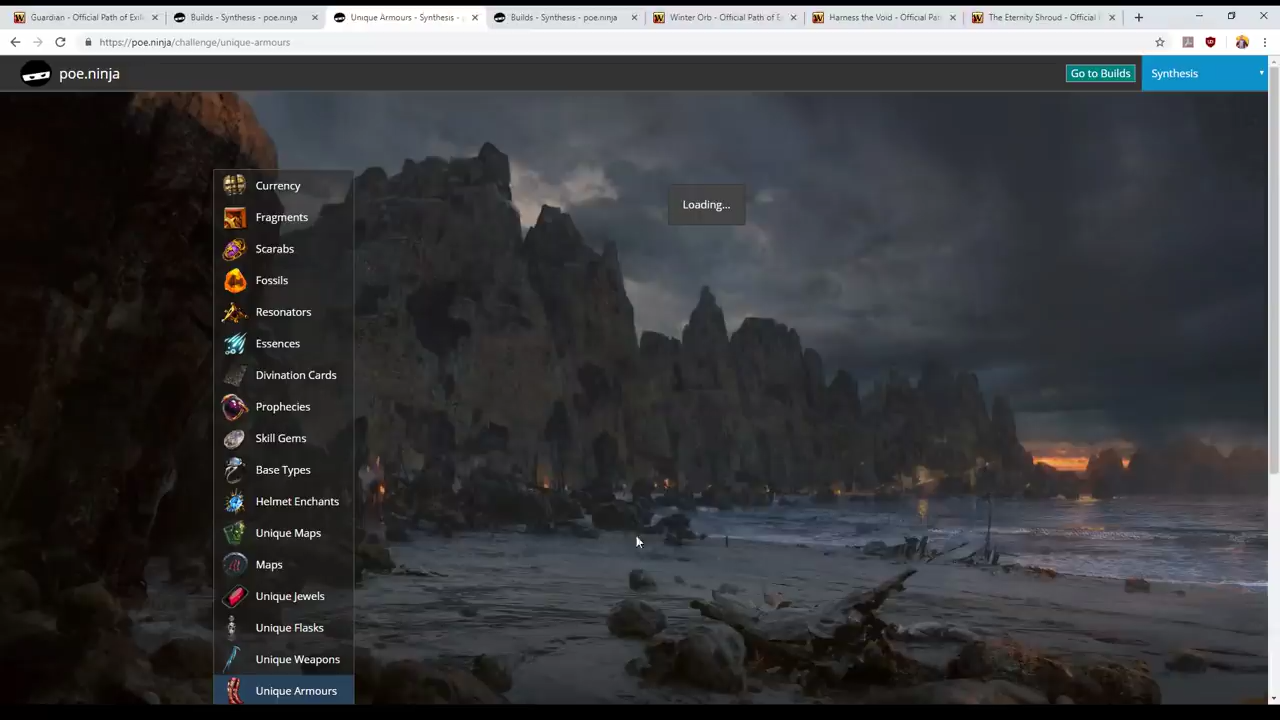 Guardian - Official Path of Exil
Builds - Synthesis - poe.ninja
Unique Armours - Synthesis -
Builds - Synthesis - poe.ninja
Winter Orb - Official Path of E
Harness the Void - Official Pat
The Eternity Shroud - Official
https://poe.ninja/challenge/unique-armours
poe.ninja
Go to Builds
Synthesis
Currency
Loading...
Fragments
Scarabs
Fossils
Resonators
Essences
Divination Cards
Prophecies
Skill Gems
Base Types
Helmet Enchants
Unique Maps
Maps
Unique Jewels
Unique Flasks
Unique Weapons
Unique Armours